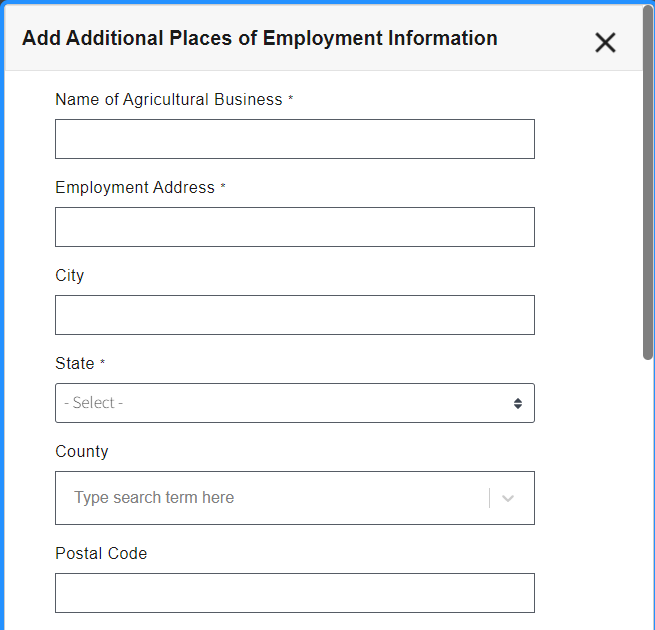 Add Additional Places of Employment Information
Name of Agricultural Business *
Employment Address *
City
State *
- Select -
County
Type search term here
Postal Code